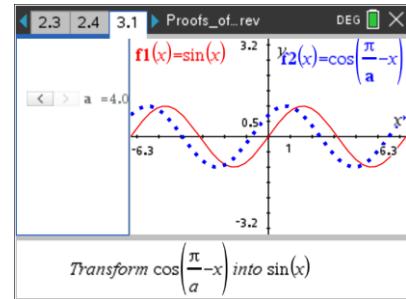 2.3 2.4 3.1 Proofs_of…rev DEG
3.2 y
f1(x)=sin(x) f2(x)=cos(π/a-x)
< > a =4.0
0.5 x
-6.3 1 6.3
-3.2
Transform cos(π/a-x) into sin(x)